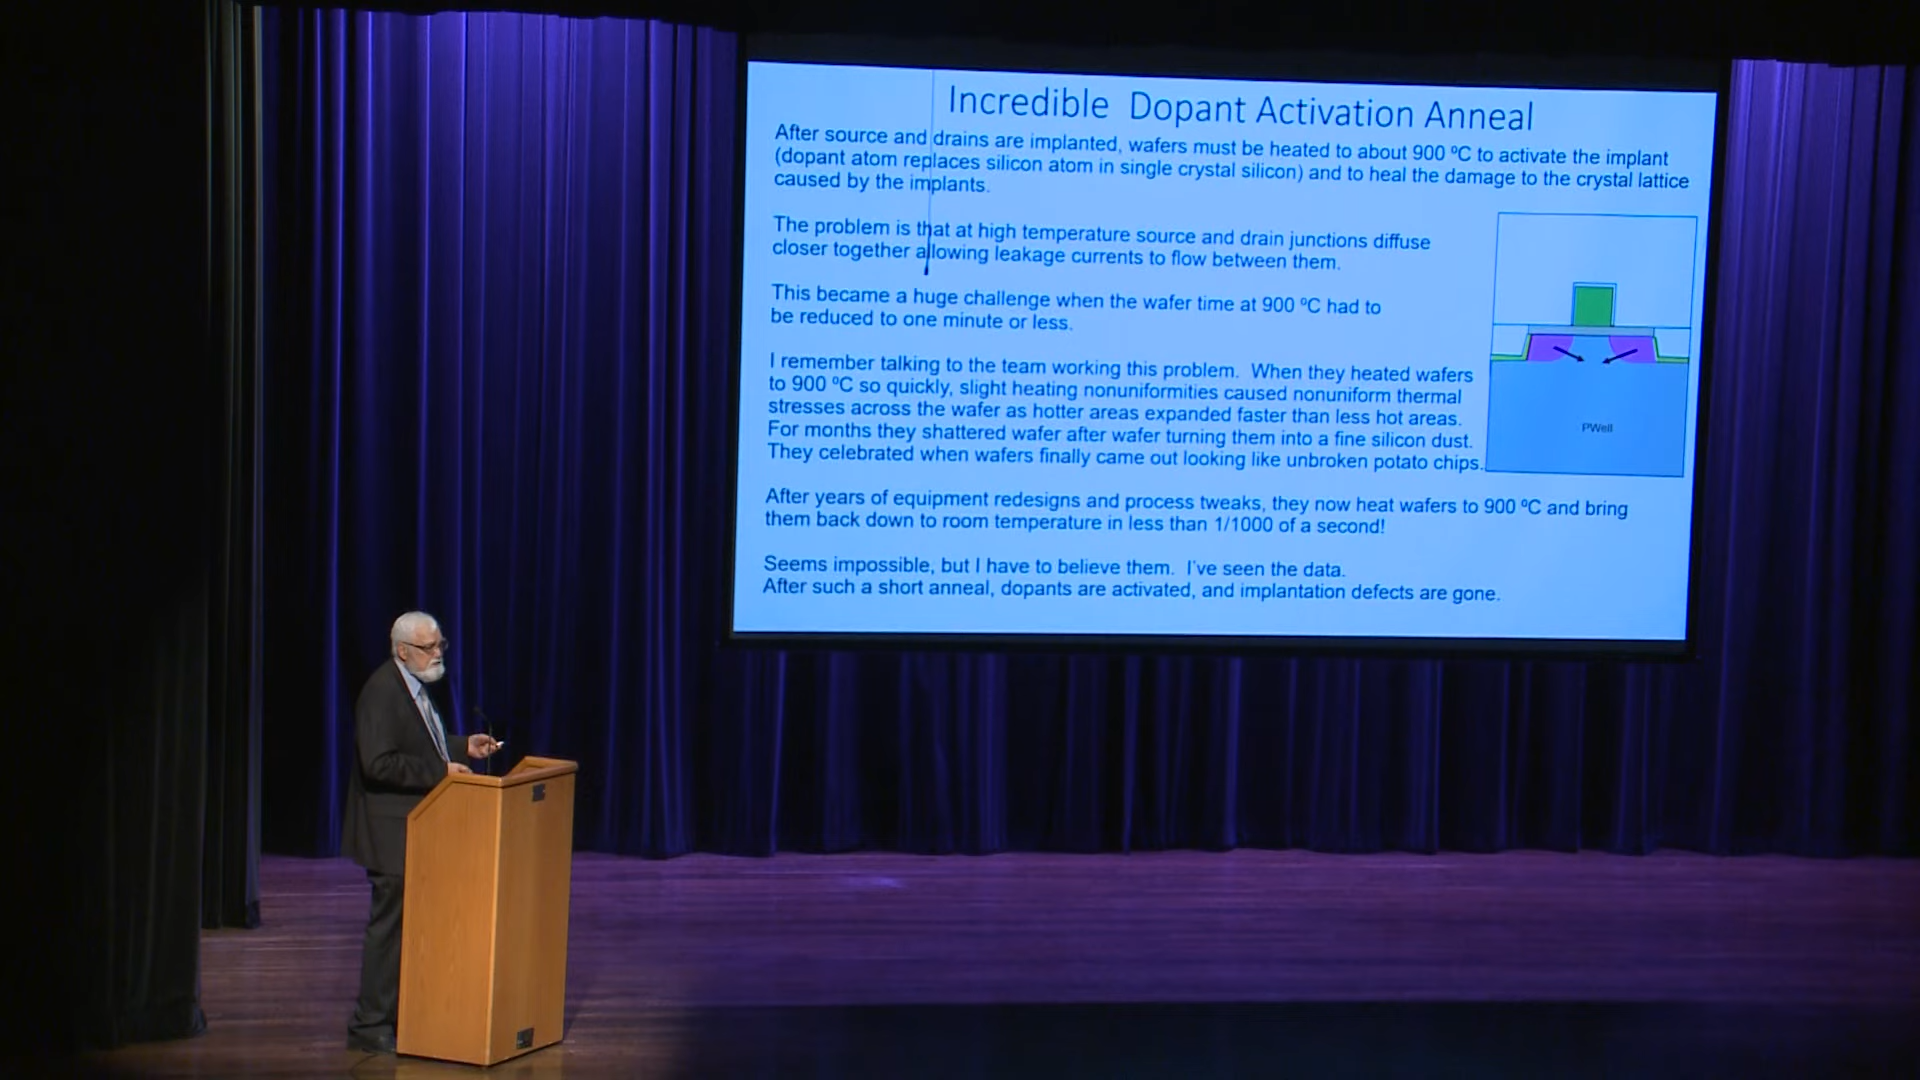 Incredible Dopant Activation Anneal
After source and drains are implanted, wafers must be heated to about 900 ºC to activate the implant
(dopant atom replaces silicon atom in single crystal silicon) and to heal the damage to the crystal lattice
caused by the implants.
The problem is that at high temperature source and drain junctions diffuse
closer together allowing leakage currents to flow between them.
This became a huge challenge when the wafer time at 900 ºC had to
be reduced to one minute or less.
I remember talking to the team working this problem. When they heated wafers
to 900 ºC so quickly, slight heating nonuniformities caused nonuniform thermal
stresses across the wafer as hotter areas expanded faster than less hot areas.
For months they shattered wafer after wafer turning them into a fine silicon dust.
They celebrated when wafers finally came out looking like unbroken potato chips.
PWell
After years of equipment redesigns and process tweaks, they now heat wafers to 900 ºC and bring
them back down to room temperature in less than 1/1000 of a second!
Seems impossible, but I have to believe them. I've seen the data.
After such a short anneal, dopants are activated, and implantation defects are gone.